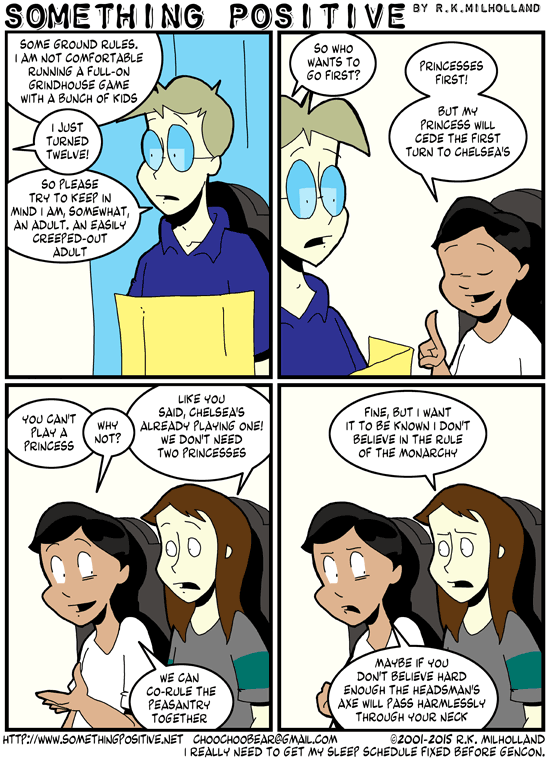 SOMETHING POSITIVE BY R.K.MILHOLLAND
SOME GROUND RULES.
I AM NOT COMFORTABLE
RUNNING A FULL-ON
GRINDHOUSE GAME
WITH A BUNCH OF KIDS
I JUST
TURNED
TWELVE!
SO PLEASE
TRY TO KEEP IN
MIND I AM, SOMEWHAT,
AN ADULT. AN EASILY
CREEPED-OUT
ADULT
SO WHO
WANTS TO
GO FIRST?
PRINCESSES
FIRST!
BUT MY
PRINCESS WILL
CEDE THE FIRST
TURN TO CHELSEA'S
YOU CAN'T
PLAY A
PRINCESS
WHY
NOT?
LIKE YOU
SAID, CHELSEA'S
ALREADY PLAYING ONE!
WE DON'T NEED
TWO PRINCESSES
WE CAN
CO-RULE THE
PEASANTRY
TOGETHER
FINE, BUT I WANT
IT TO BE KNOWN I DON'T
BELIEVE IN THE RULE
OF THE MONARCHY
MAYBE IF YOU
DON'T BELIEVE HARD
ENOUGH THE HEADSMAN'S
AXE WILL PASS HARMLESSLY
THROUGH YOUR NECK
HTTP://WWW.SOMETHINGPOSITIVE.NET CHOOCHOOBEAR@GMAIL.COM ©2001-2015 R.K. MILHOLLAND
I REALLY NEED TO GET MY SLEEP SCHEDULE FIXED BEFORE GENCON.